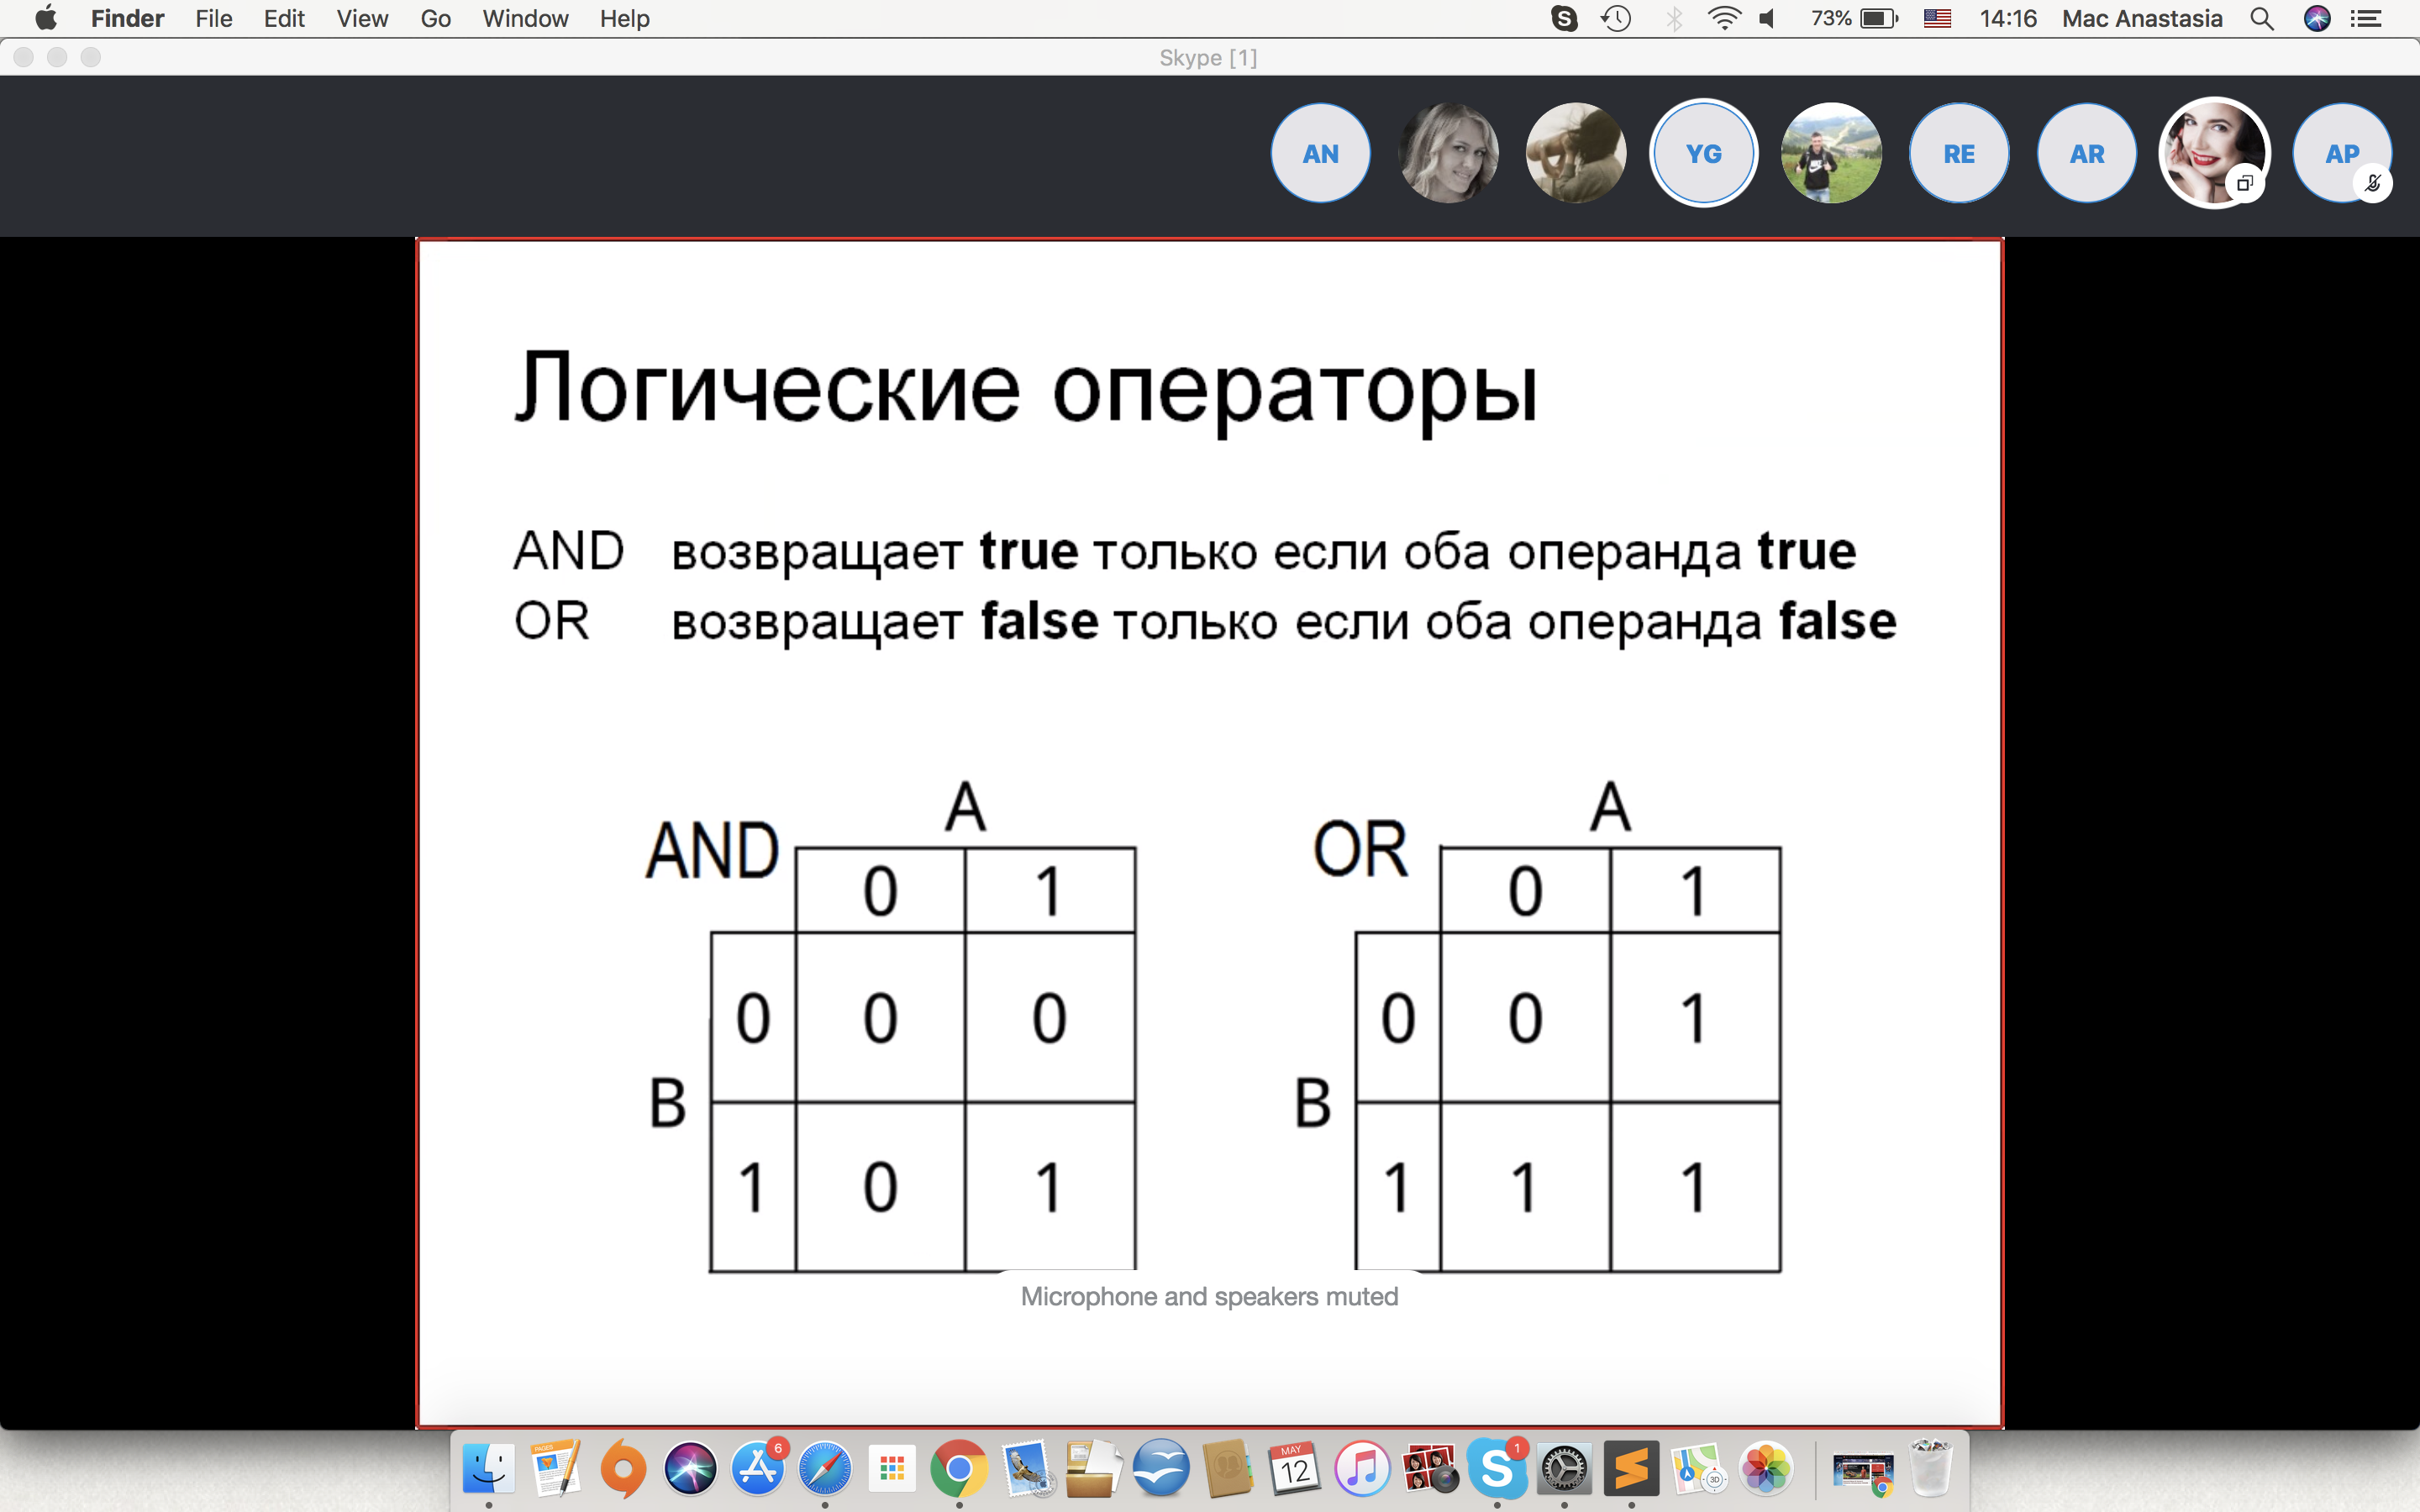 Finder File Edit View Go Window Help 73% 14:16 Mac Anastasia
Skype [1]
AN YG RE AR AP
Логические операторы
AND возвращает true только если оба операнда true
OR возвращает false только если оба операнда false
AND A
0 1
B
0 0 0
1 0 1
OR A
0 1
B
0 0 1
1 1 1
Microphone and speakers muted
PAGES
6
MAY
12
1
3D